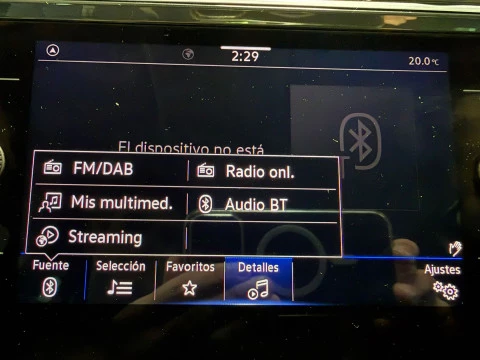 2:29
20.0°C
El dispositivo no está
FM/DAB
Radio onl.
Mis multimed.
Audio BT
Streaming
Fuente
Selección
Favoritos
Detalles
Ajustes